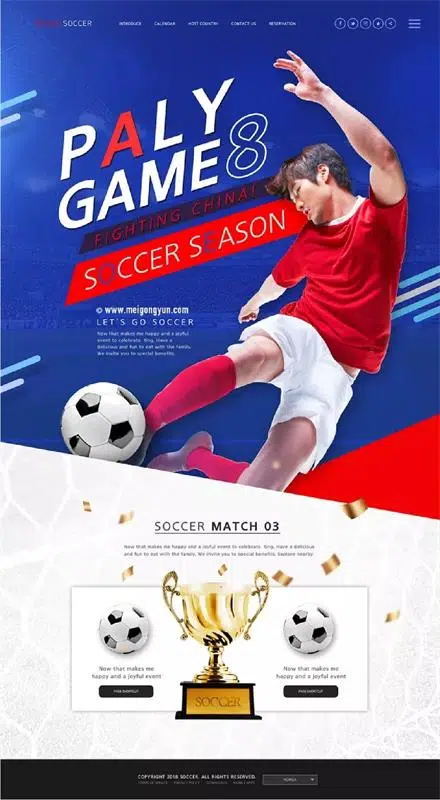 SOCCER
INTRODUCE CALENDAR HOST COUNTRY CONTACT US RESERVATION
PALY
GAME 8
FIGHTING CHINA!
SOCCER SEASON
© www.meigongyun.com
LET'S GO SOCCER
Now that makes me happy and a joyful
event to celebrate. Sing, Have a
delicious and fun to eat with the family.
We invite you to special benefits.
SOCCER MATCH 03
Now that makes me happy and a joyful event to celebrate. Sing, Have a delicious
and fun to eat with the family. We invite you to special benefits. Explore nearby
Now that makes me
happy and a joyful event
PAGE SHORTCUT
SOCCER
Now that makes me
happy and a joyful event
PAGE SHORTCUT
COPYRIGHT 2018 SOCCER. ALL RIGHTS RESERVED.